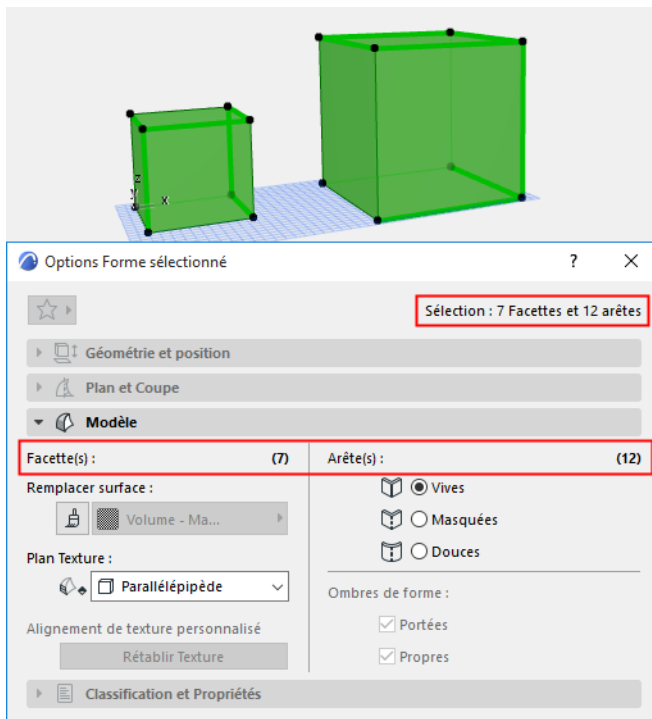 z
y
x
Options Forme sélectionné
?
Sélection : 7 Facettes et 12 arêtes
Géométrie et position
Plan et Coupe
Modèle
Facette(s) : (7)
Arête(s) : (12)
Remplacer surface :
Volume - Ma...
Plan Texture :
Parallélépipède
Alignement de texture personnalisé
Rétablir Texture
Vives
Masquées
Douces
Ombres de forme :
Portées
Propres
Classification et Propriétés